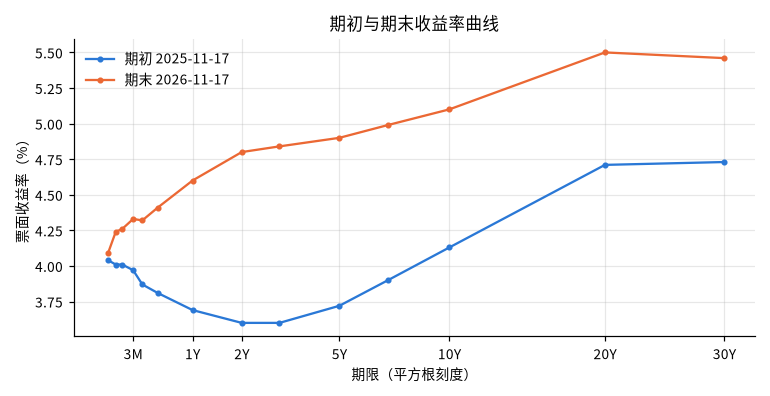 期初与期末收益率曲线
期初 2025-11-17
期末 2026-11-17
票面收益率（%）
5.50
5.25
5.00
4.75
4.50
4.25
4.00
3.75
3M
1Y
2Y
5Y
10Y
20Y
30Y
期限（平方根刻度）